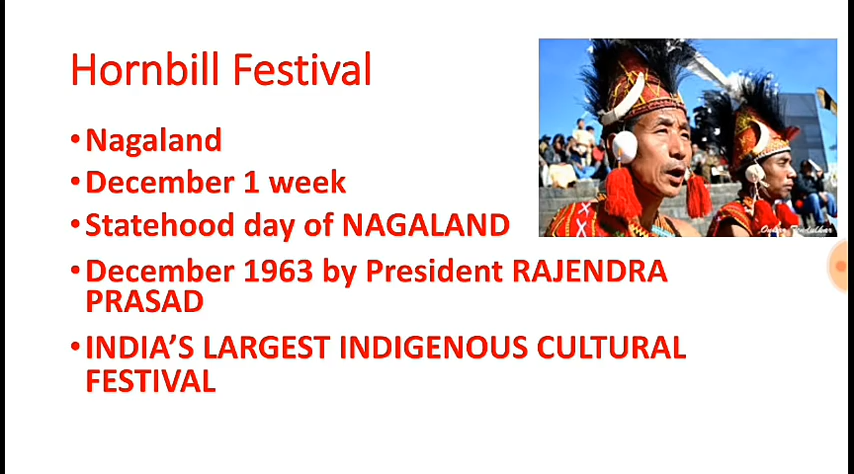 Hornbill Festival
• Nagaland
• December 1 week
• Statehood day of NAGALAND
• December 1963 by President RAJENDRA
PRASAD
• INDIA'S LARGEST INDIGENOUS CULTURAL
FESTIVAL